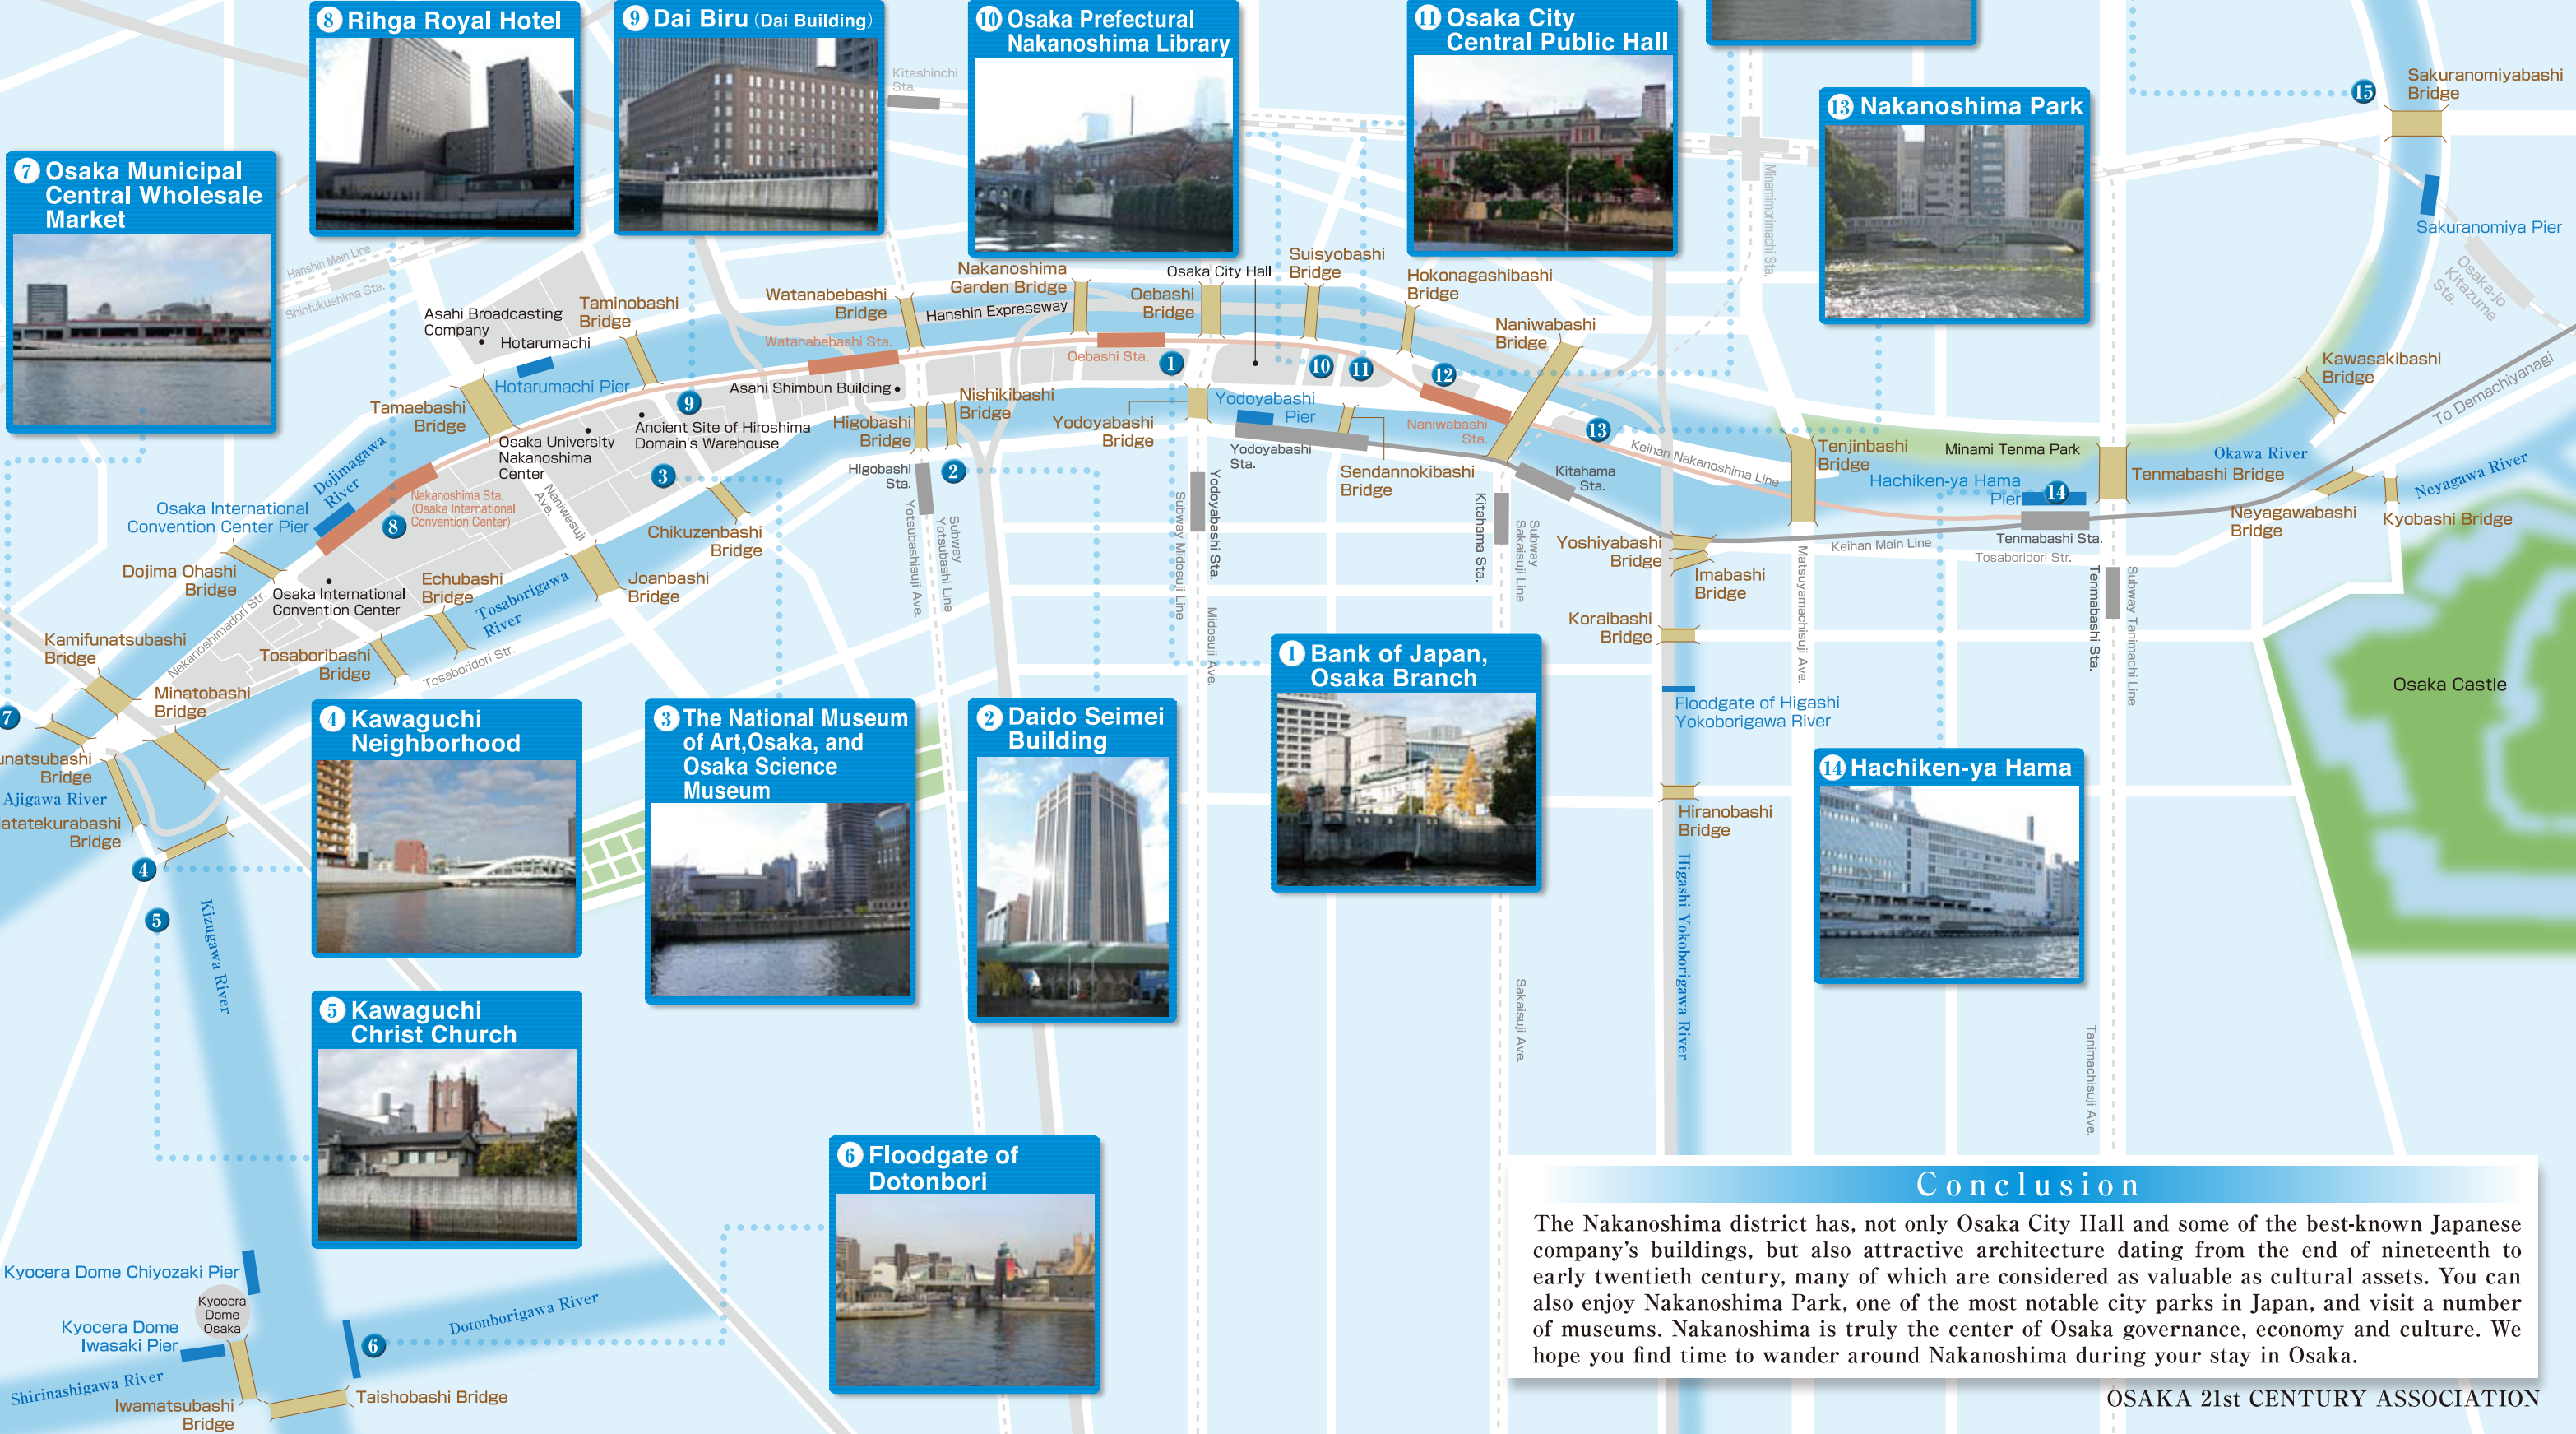 8 Rihga Royal Hotel
9 Dai Biru (Dai Building)
10 Osaka Prefectural
Nakanoshima Library
11 Osaka City
Central Public Hall
13 Nakanoshima Park
7 Osaka Municipal
Central Wholesale
Market
Kitashinchi
Sta.
15
Sakuranomiyabashi
Bridge
Sakuranomiya Pier
Osaka-jo
Kitazume
Sta.
Minamimorimachi Sta.
Hanshin Main Line
Shinfukushima Sta.
Asahi Broadcasting
Company
Hotarumachi
Hotarumachi Pier
Taminobashi
Bridge
Watanabebashi
Bridge
Watanabebashi Sta.
Nakanoshima
Garden Bridge
Hanshin Expressway
Oebashi
Bridge
Oebashi Sta.
Osaka City Hall
Suisyobashi
Bridge
Hokonagashibashi
Bridge
Naniwabashi
Bridge
Kawasakibashi
Bridge
To Demachiyanagi
1
10
11
12
9
Asahi Shimbun Building
Tamaebashi
Bridge
Osaka University
Nakanoshima
Center
Ancient Site of Hiroshima
Domain's Warehouse
Higobashi
Bridge
Nishikibashi
Bridge
Yodoyabashi
Bridge
Yodoyabashi
Pier
Yodoyabashi
Sta.
Naniwabashi
Sta.
13
Keihan Nakanoshima Line
Sendannokibashi
Bridge
Kitahama
Sta.
Tenjinbashi
Bridge
Minami Tenma Park
Hachiken-ya Hama
Pier
14
Tenmabashi Bridge
Okawa River
Neyagawa River
Neyagawabashi
Bridge
Kyobashi Bridge
Dojimagawa
River
Nakanoshima Sta.
(Osaka International
Convention Center)
Osaka International
Convention Center Pier
8
3
2
Higobashi
Sta.
Naniwasuji
Ave.
Chikuzenbashi
Bridge
Yotsubashisuji Ave.
Subway
Yotsubashi Line
Subway Midosuji Line
Yodoyabashi Sta.
Midosuji Ave.
Kitahama Sta.
Subway
Sakaisuji Line
Yoshiyabashi
Bridge
Imabashi
Bridge
Keihan Main Line
Tenmabashi Sta.
Tosaboridori Str.
Matsuyamachisuji Ave.
Tenmabashi Sta.
Subway Tanimachi Line
Dojima Ohashi
Bridge
Osaka International
Convention Center
Echubashi
Bridge
Tosaborigawa
River
Joanbashi
Bridge
Nakanoshimadori Str.
Kamifunatsubashi
Bridge
Tosaboribashi
Bridge
Tosaboridori Str.
Minatobashi
Bridge
Koraibashi
Bridge
Floodgate of Higashi
Yokoborigawa River
Osaka Castle
7
unatsubashi
Bridge
Ajigawa River
atatekurabashi
Bridge
4
5
4 Kawaguchi
Neighborhood
3 The National Museum
of Art,Osaka, and
Osaka Science
Museum
2 Daido Seimei
Building
1 Bank of Japan,
Osaka Branch
14 Hachiken-ya Hama
Hiranobashi
Bridge
Higashi Yokoborigawa River
Kizugawa River
Sakaisuji Ave.
Tanimachisuji Ave.
5 Kawaguchi
Christ Church
6 Floodgate of
Dotonbori
Kyocera Dome Chiyozaki Pier
Kyocera
Dome
Osaka
Kyocera Dome
Iwasaki Pier
Shirinashigawa River
Iwamatsubashi
Bridge
6
Dotonborigawa River
Taishobashi Bridge
Conclusion
The Nakanoshima district has, not only Osaka City Hall and some of the best-known Japanese
company's buildings, but also attractive architecture dating from the end of nineteenth to
early twentieth century, many of which are considered as valuable as cultural assets. You can
also enjoy Nakanoshima Park, one of the most notable city parks in Japan, and visit a number
of museums. Nakanoshima is truly the center of Osaka governance, economy and culture. We
hope you find time to wander around Nakanoshima during your stay in Osaka.
OSAKA 21st CENTURY ASSOCIATION